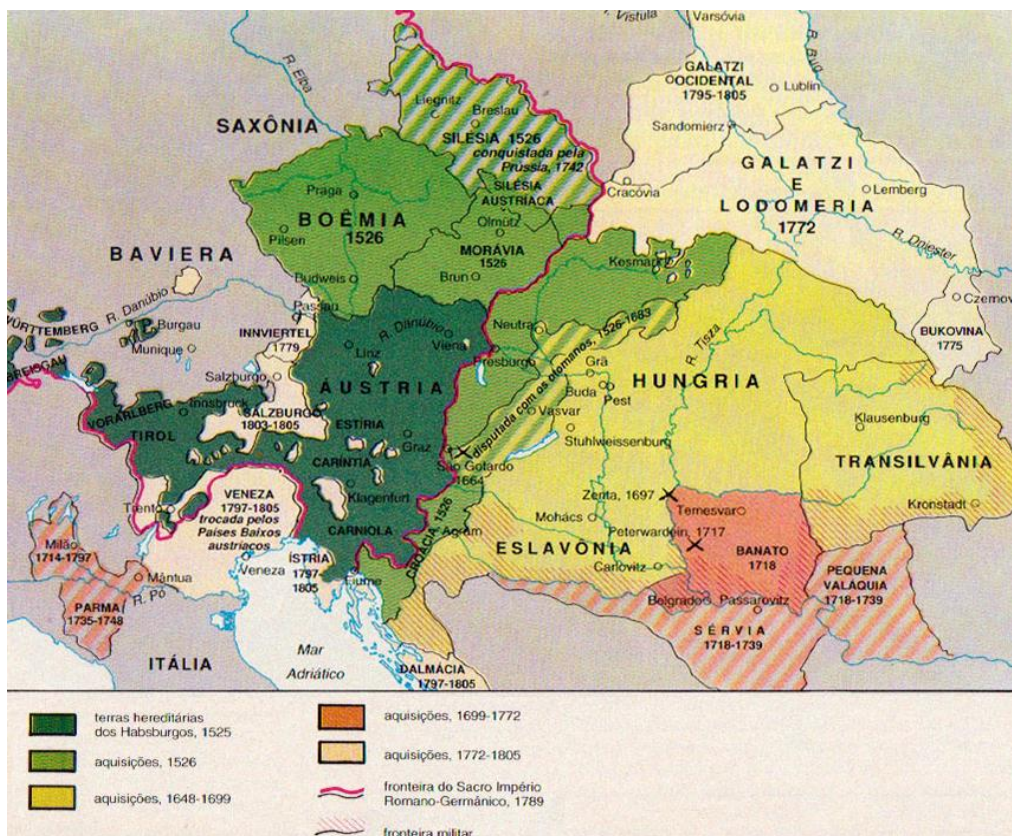 R. Vístula
Varsóvia
R. Bug
R. Elba
GALATZI
OCIDENTAL
1795-1805
Lublin
Liegnitz
Breslau
SAXÔNIA
SILÉSIA 1526
conquistada pela
Prússia, 1742
Sandomierz
GALATZI
E
LODOMERIA
1772
SILÉSIA
AUSTRÍACA
Cracóvia
Lemberg
Praga
BOÊMIA
1526
Olmütz
Pilsen
MORÁVIA
1526
R. Dniester
BAVIERA
Kesmark
Budweis
Brun
Czernov
R. Danúbio
Passau
WÜRTTEMBERG
Burgau
INNVIERTEL
1779
R. Danúbio
Viena
Neutra
BUKOVINA
1775
Munique
Linz
Presburgo
disputada com os otomanos, 1526-1683
R. Tisza
BREISGAU
Grã
Salzburgo
ÁUSTRIA
Buda
Pest
HUNGRIA
VORARLBERG
Innsbruck
SALZBURGO
1803-1805
Vasvar
Klausenburg
TIROL
ESTÍRIA
Graz
Stuhlweissenburg
CARÍNTIA
São Gotardo
1664
TRANSILVÂNIA
VENEZA
1797-1805
trocada pelos
Países Baixos
austríacos
Klagenfurt
Zenta, 1697
Trento
Temesvar
Kronstadt
CARNIOLA
CROÁCIA, 1526
Agram
Mohács
Peterwardein, 1717
Milão
1714-1797
ESLAVÔNIA
BANATO
1718
Mântua
Veneza
ÍSTRIA
1797-
1805
Carlovitz
PEQUENA
VALÁQUIA
1718-1739
Fiume
R. Pó
PARMA
1735-1748
Belgrado
Passarovitz
SÉRVIA
1718-1739
Mar
Adriático
ITÁLIA
DALMÁCIA
1797-1805
terras hereditárias
dos Habsburgos, 1525
aquisições, 1526
aquisições, 1648-1699
aquisições, 1699-1772
aquisições, 1772-1805
fronteira do Sacro Império
Romano-Germânico, 1789
fronteira militar